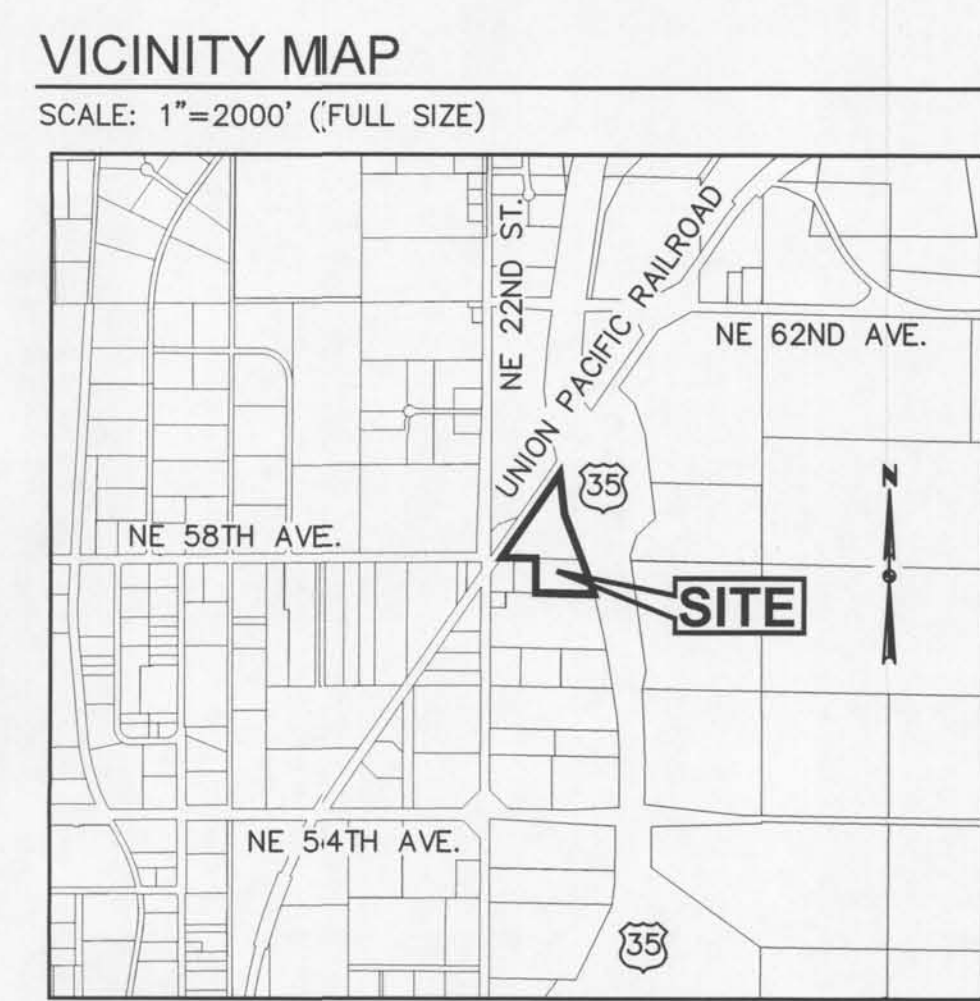 VICINITY MAP
SCALE: 1"=2000' (FULL SIZE)
NE 22ND ST.
UNION PACIFIC RAILROAD
NE 62ND AVE.
35
N
NE 58TH AVE.
SITE
NE 54TH AVE.
35